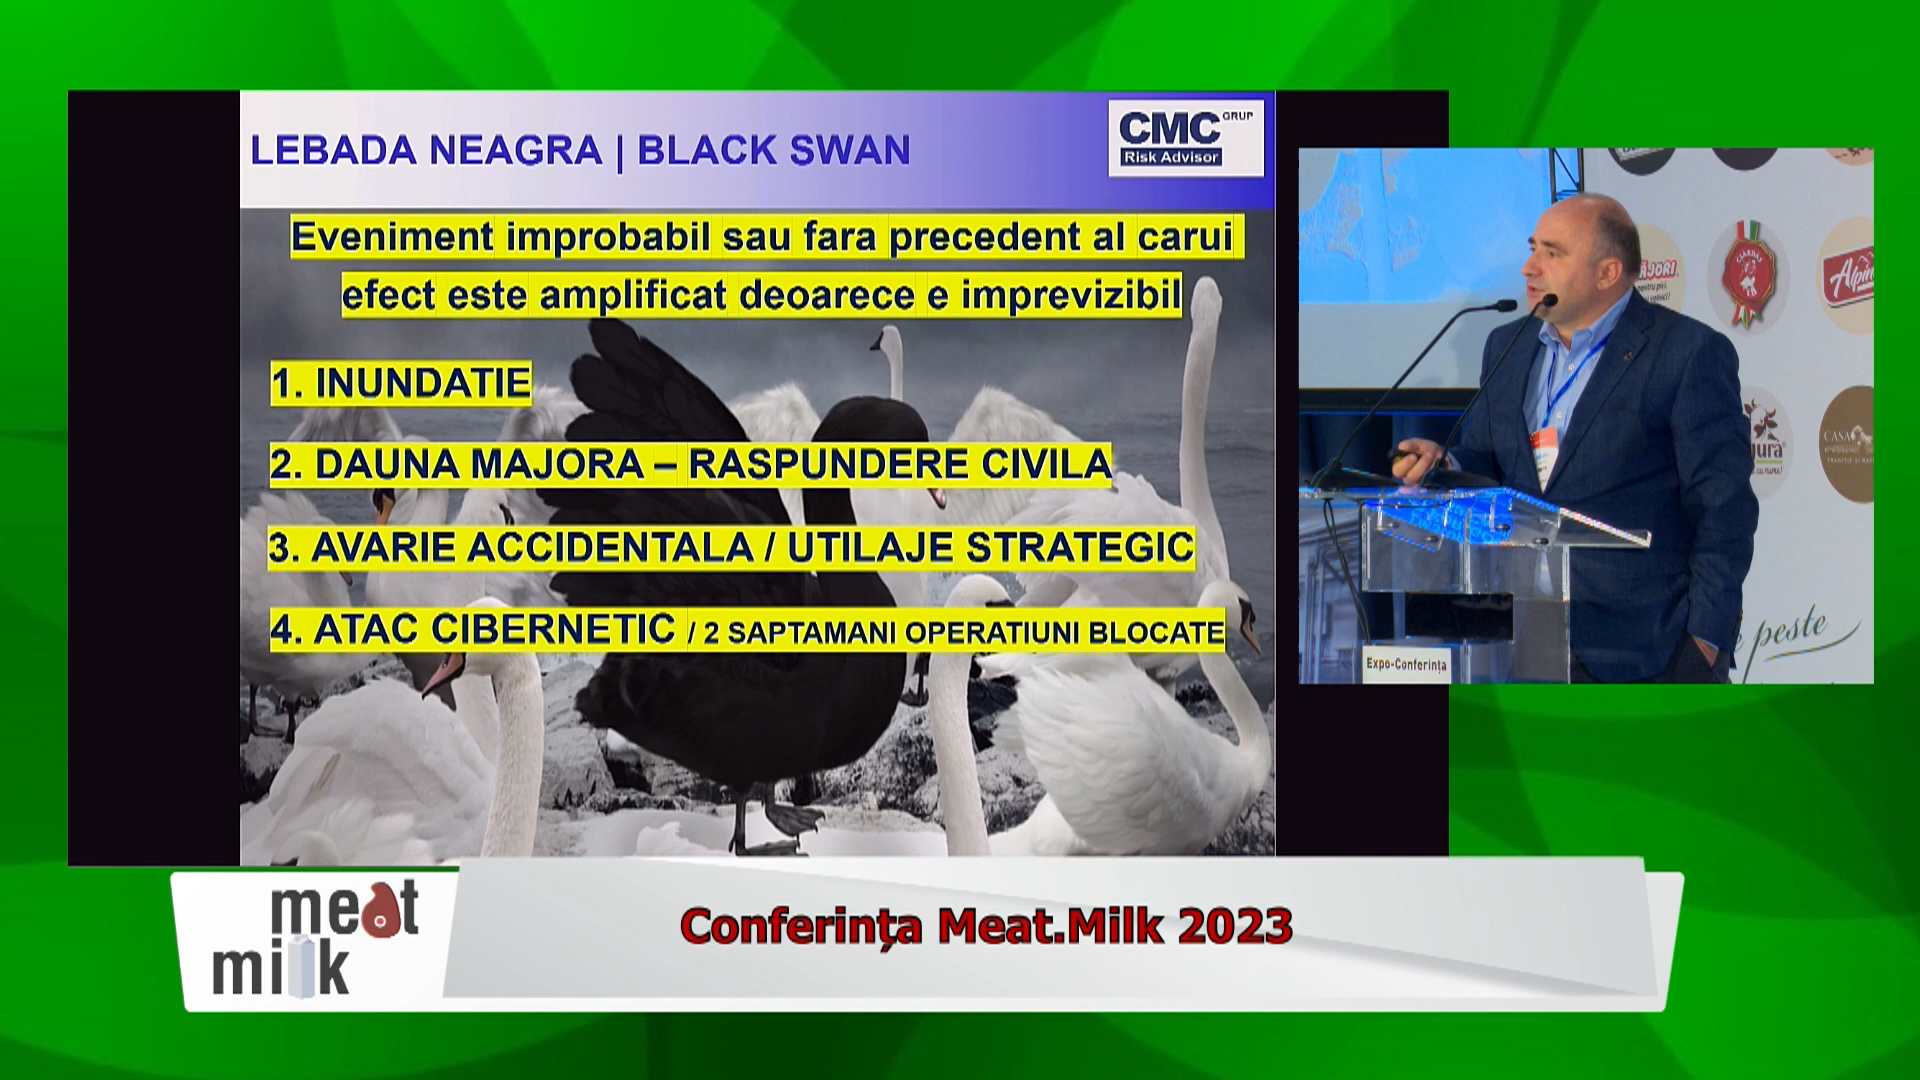 LEBADA NEAGRA | BLACK SWAN
CMC GRUP
Risk Advisor
Eveniment improbabil sau fara precedent al carui
efect este amplificat deoarece e imprevizibil
1. INUNDATIE
2. DAUNA MAJORA – RASPUNDERE CIVILA
3. AVARIE ACCIDENTALA / UTILAJE STRATEGIC
4. ATAC CIBERNETIC / 2 SAPTAMANI OPERATIUNI BLOCATE
CSARDAS
CASA
peste
Expo-Conferința
meat
milk
Conferința Meat.Milk 2023